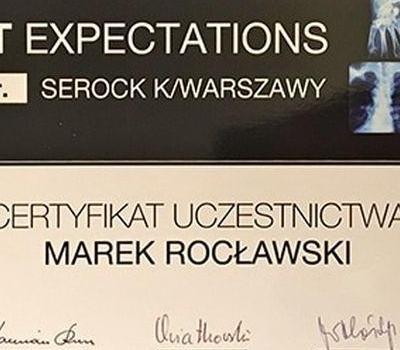 T EXPECTATIONS
r. SEROCK K/WARSZAWY
CERTYFIKAT UCZESTNICTWA
MAREK ROCŁAWSKI